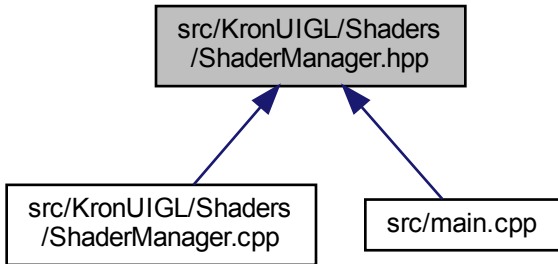 src/KronUIGL/Shaders
/ShaderManager.hpp
src/KronUIGL/Shaders
/ShaderManager.cpp
src/main.cpp